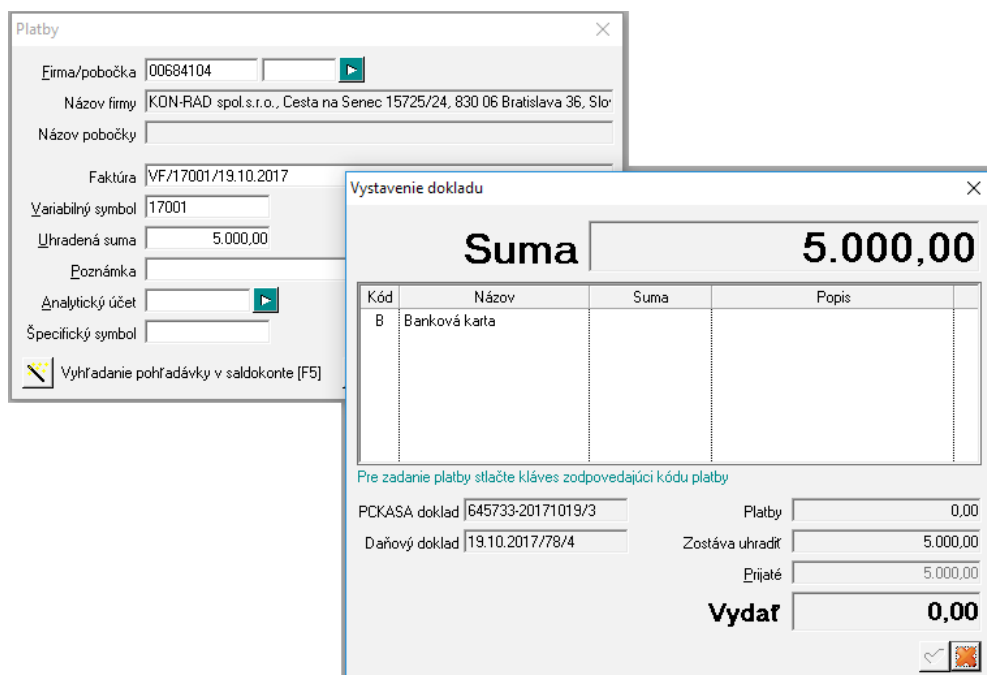 Platby
Firma/pobočka 00684104
Názov firmy KON-RAD spol.s.r.o., Cesta na Senec 15725/24, 830 06 Bratislava 36, Slo
Názov pobočky
Faktúra VF/17001/19.10.2017
Variabilný symbol 17001
Uhradená suma 5.000,00
Poznámka
Analytický účet
Špecifický symbol
Vyhľadanie pohľadávky v saldokonte [F5]
Vystavenie dokladu
Suma 5.000,00
Kód Názov Suma Popis
B Banková karta
Pre zadanie platby stlačte kláves zodpovedajúci kódu platby
PCKASA doklad 645733-20171019/3 Platby 0,00
Daňový doklad 19.10.2017/78/4 Zostáva uhradiť 5.000,00
Prijaté 5.000,00
Vydať 0,00